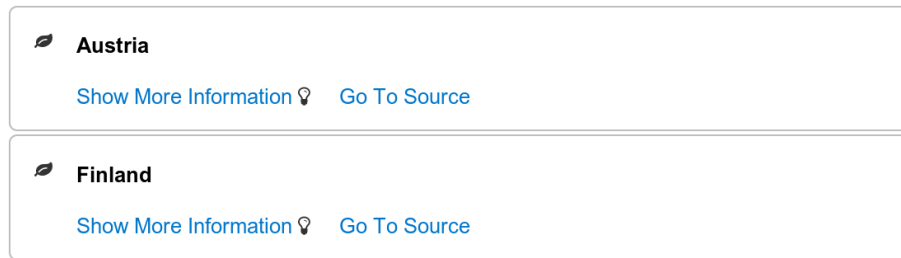 Austria
Show More Information Go To Source
Finland
Show More Information Go To Source